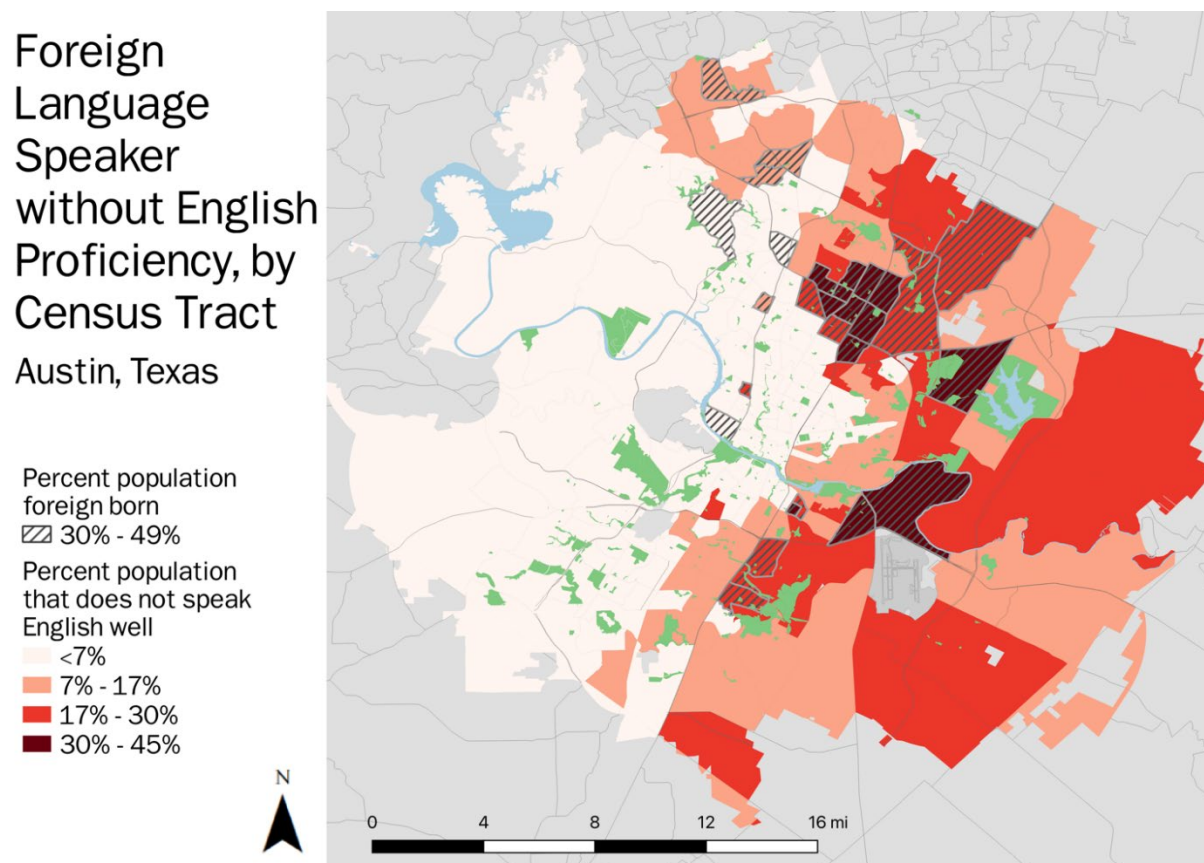 Foreign
Language
Speaker
without English
Proficiency, by
Census Tract
Austin, Texas
Percent population
foreign born
30% - 49%
Percent population
that does not speak
English well
<7%
7% - 17%
17% - 30%
30% - 45%
N
0 4 8 12 16 mi